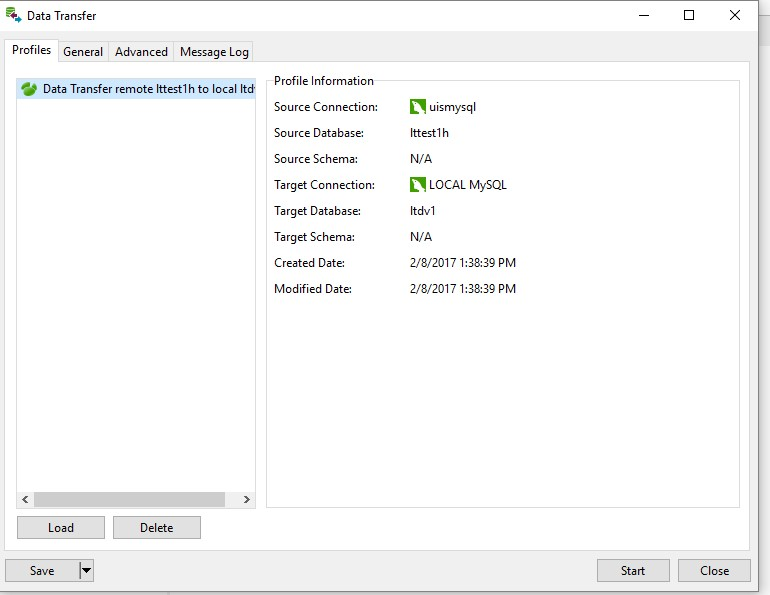 Data Transfer
Profiles General Advanced Message Log
Data Transfer remote lttest1h to local ltdv
Profile Information
Source Connection: uismysql
Source Database: lttest1h
Source Schema: N/A
Target Connection: LOCAL MySQL
Target Database: ltdv1
Target Schema: N/A
Created Date: 2/8/2017 1:38:39 PM
Modified Date: 2/8/2017 1:38:39 PM
Load Delete
Save Start Close